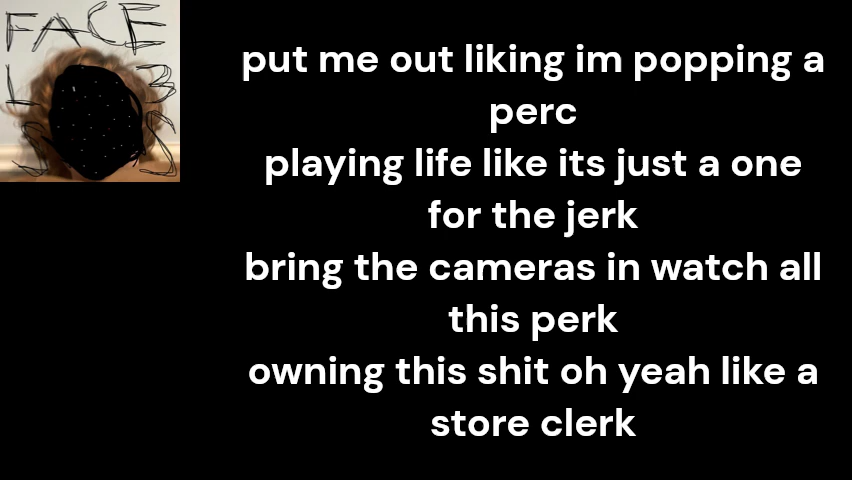 FACE
L 3
S S
put me out liking im popping a
perc
playing life like its just a one
for the jerk
bring the cameras in watch all
this perk
owning this shit oh yeah like a
store clerk